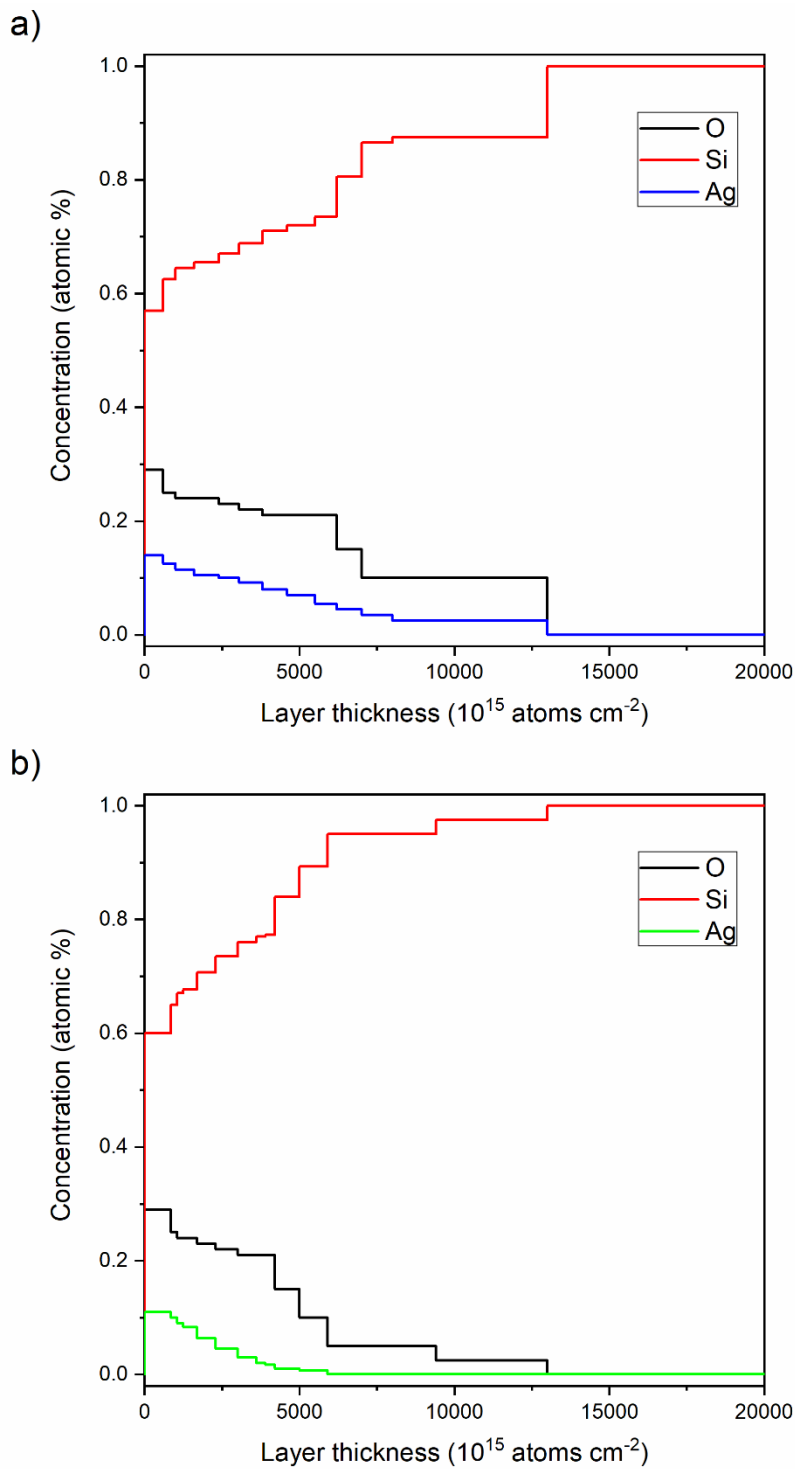 a)
1.0
0.8
0.6
0.4
0.2
0.0
Concentration (atomic %)
O
Si
Ag
0 5000 10000 15000 20000
Layer thickness (10¹⁵ atoms cm⁻²)
b)
1.0
0.8
0.6
0.4
0.2
0.0
Concentration (atomic %)
O
Si
Ag
0 5000 10000 15000 20000
Layer thickness (10¹⁵ atoms cm⁻²)